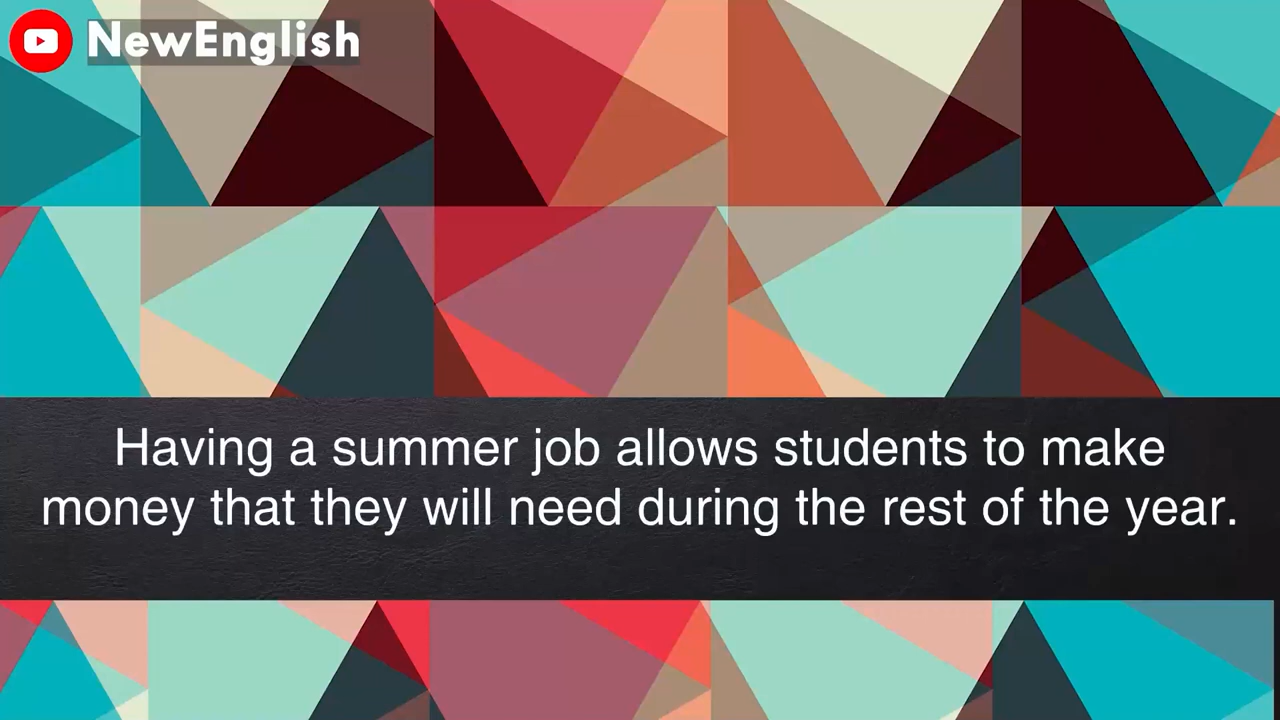 NewEnglish
Having a summer job allows students to make
money that they will need during the rest of the year.